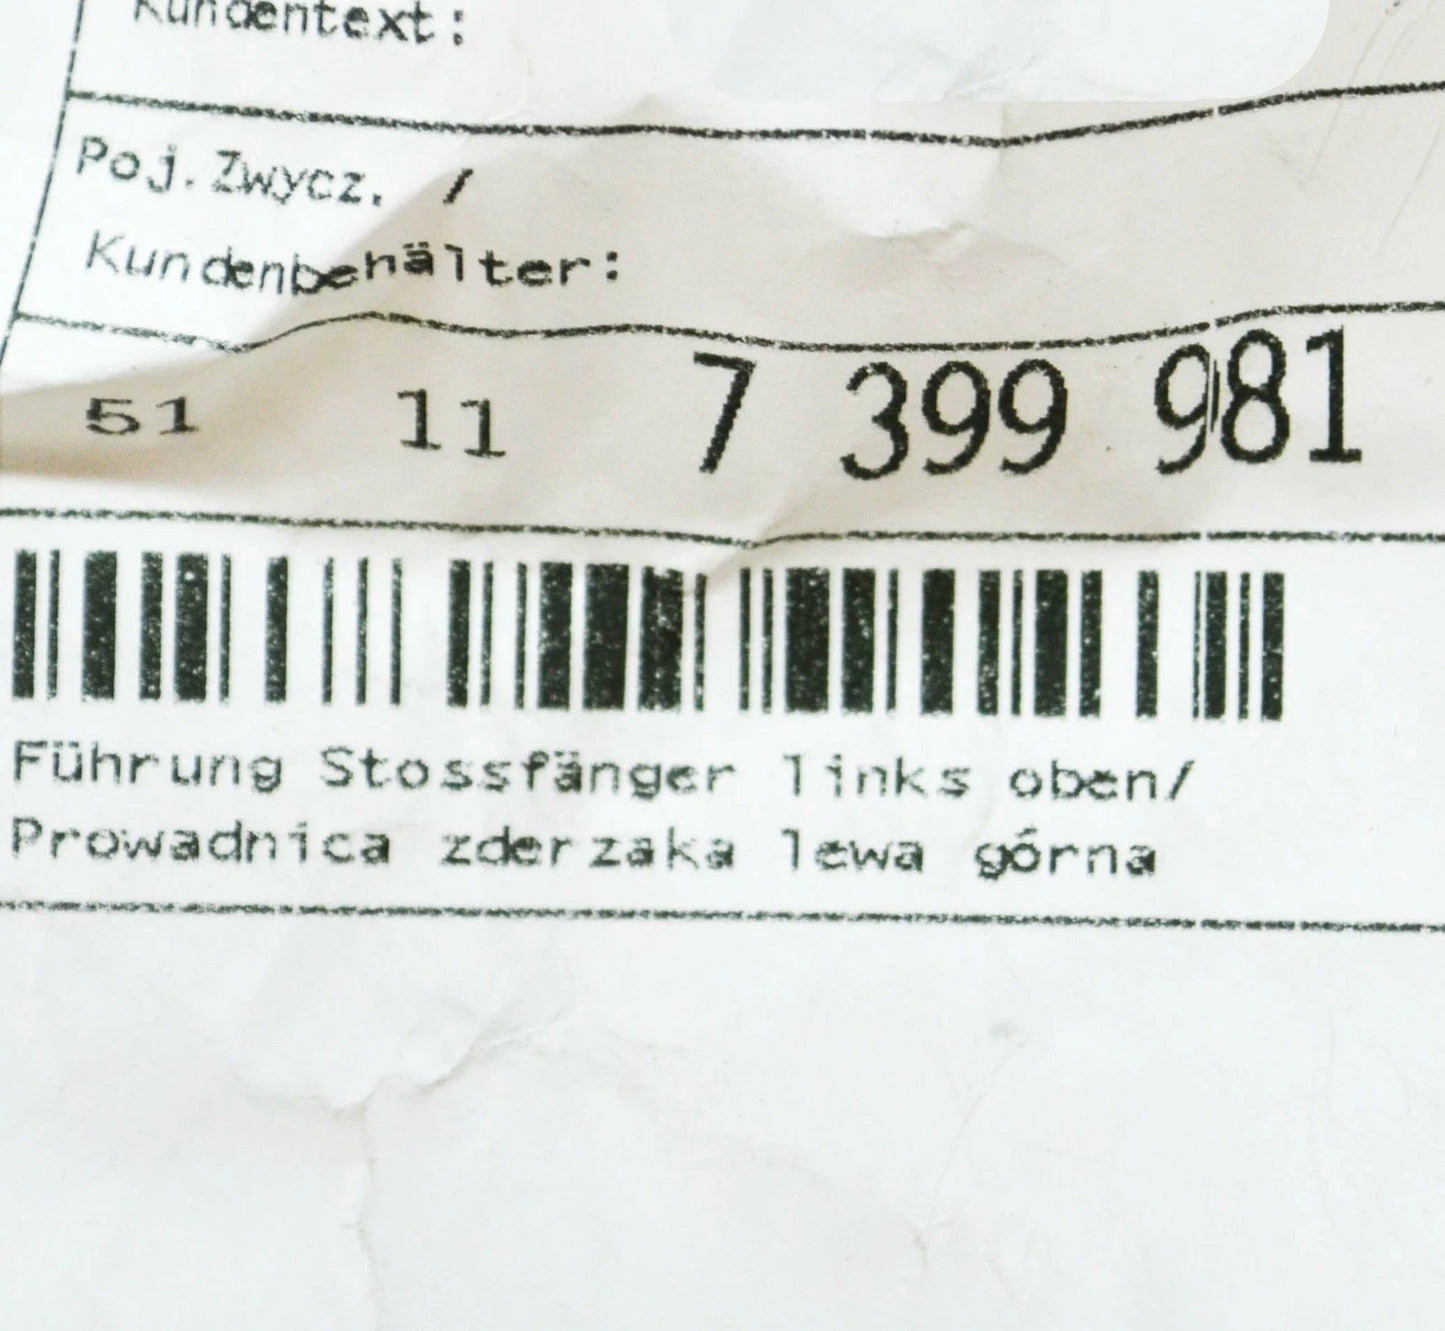 Kundentext:
Poj.Zwycz. /
Kundenbehälter:
51 11 7 399 981
Führung Stossfänger links oben/
Prowadnica zderzaka lewa górna